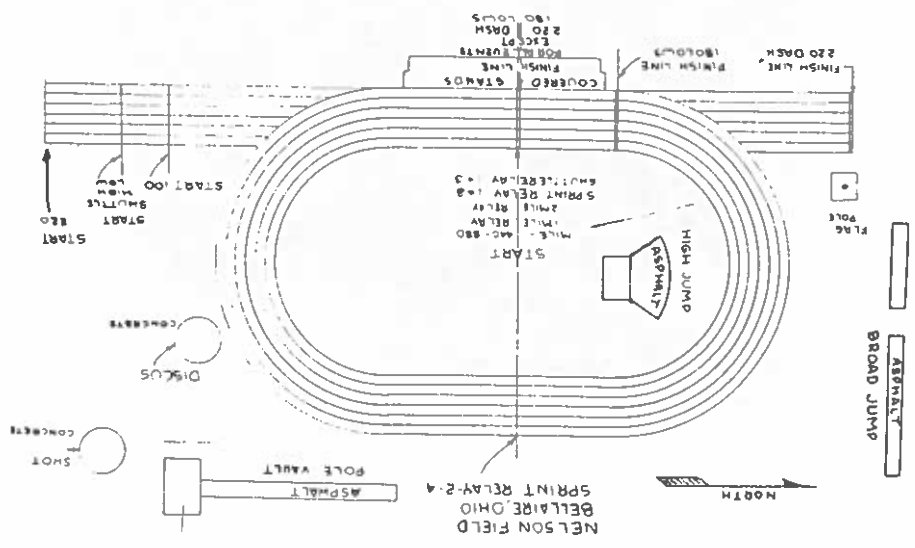 NELSON FIELD
BELLAIRE, OHIO
SPRINT RELAY-2-4
NORTH
ASPHALT
POLE VAULT
SHOT
CONCRETE
ASPHALT
BROAD JUMP
DISCUS
CONCRETE
HIGH JUMP
ASPHALT
START
MILE - 440-880
1 MILE RELAY
2 MILE RELAY
SPRINT RELAY 1+3
SHUTTLE RELAY 1+3
FLAG
POLE
START
220
START
SHUTTLE
HIGH
LOW
START 100
FINISH LINE
220 DASH
FINISH LINE
180 LOWS
COVERED STANDS
FINISH LINE
FOR ALL EVENTS
EXCEPT
220 DASH
180 LOWS